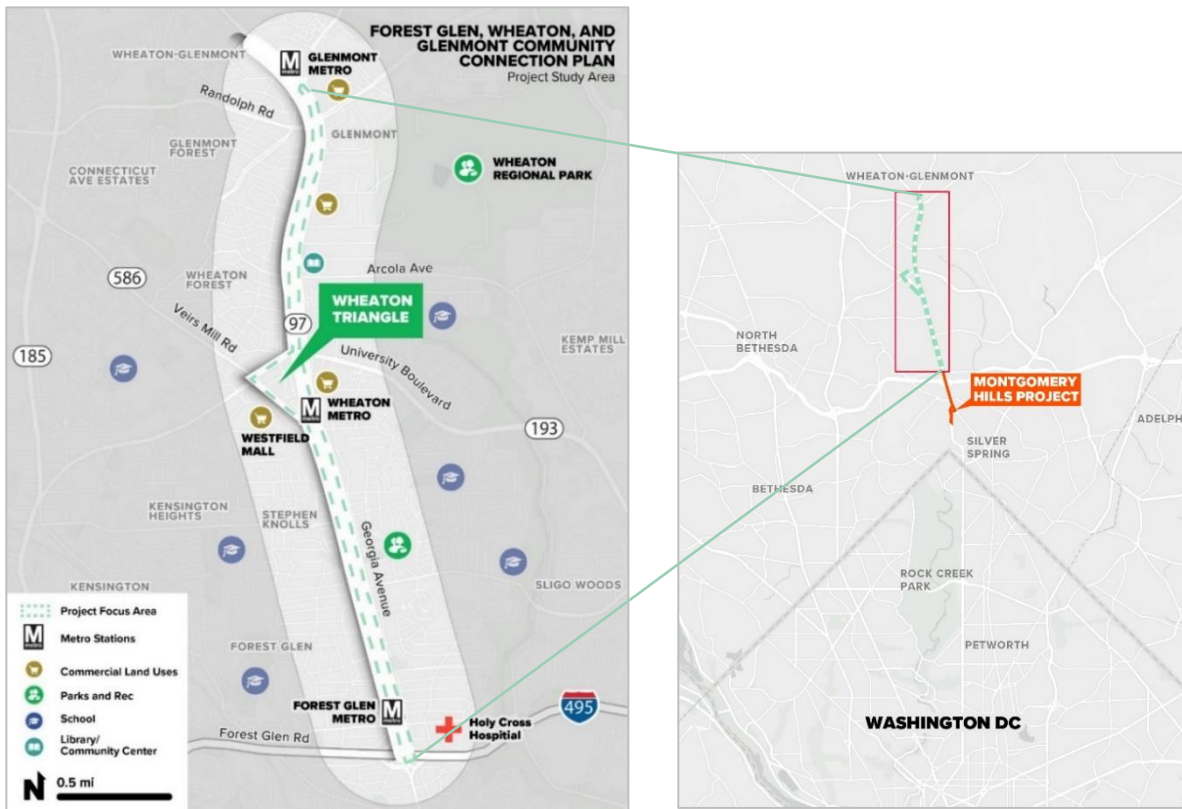 FOREST GLEN, WHEATON, AND
GLENMONT COMMUNITY
CONNECTION PLAN
Project Study Area
WHEATON-GLENMONT
M
GLENMONT
METRO
Randolph Rd
GLENMONT
GLENMONT
FOREST
CONNECTICUT
AVE ESTATES
WHEATON
REGIONAL PARK
Arcola Ave
586
WHEATON
FOREST
WHEATON
TRIANGLE
97
Veirs Mill Rd
185
University Boulevard
KEMP MILL
ESTATES
M
WHEATON
METRO
WESTFIELD
MALL
193
KENSINGTON
HEIGHTS
STEPHEN
KNOLLS
Georgia Avenue
SLIGO WOODS
KENSINGTON
FOREST GLEN
FOREST GLEN
METRO
M
Holy Cross
Hospitial
INTERSTATE
495
Forest Glen Rd
Project Focus Area
M
Metro Stations
Commercial Land Uses
Parks and Rec
School
Library/
Community Center
N
0.5 mi
WHEATON-GLENMONT
NORTH
BETHESDA
MONTGOMERY
HILLS PROJECT
ADELPH
SILVER
SPRING
BETHESDA
ROCK CREEK
PARK
PETWORTH
WASHINGTON DC